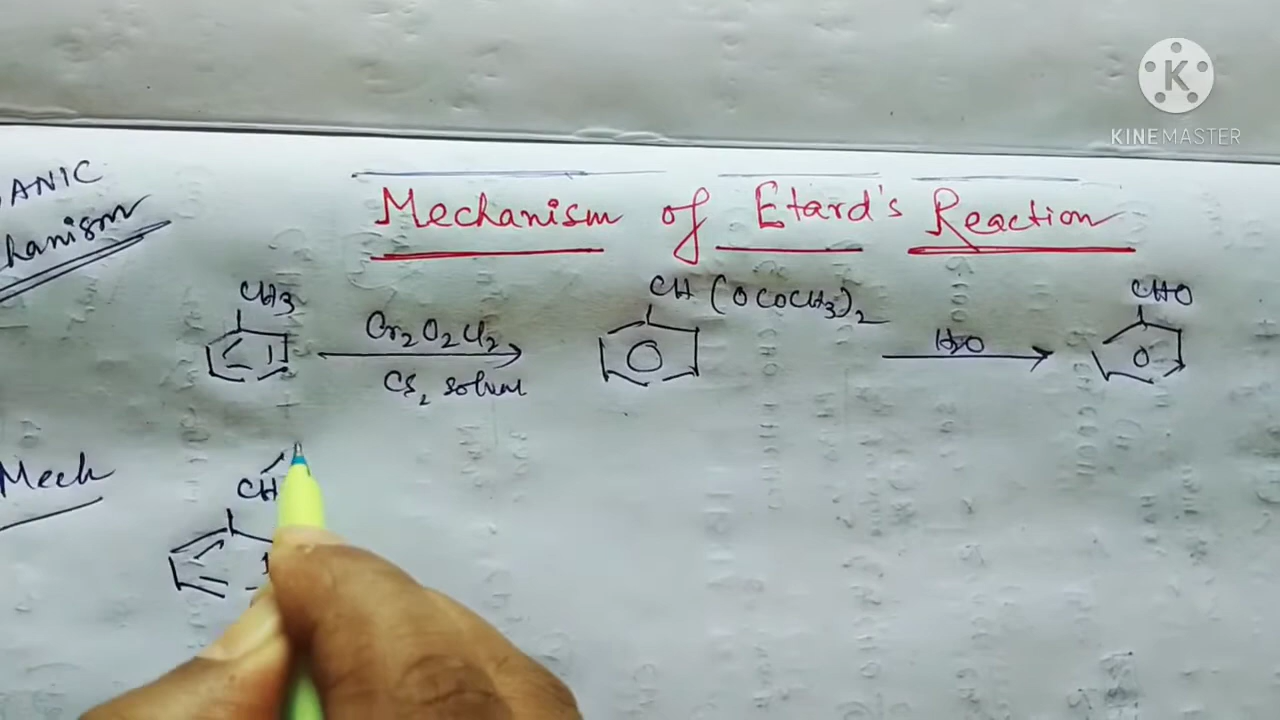 KINEMASTER
ANIC
hanism
Mechanism of Etard's Reaction
CH3
Cr2O2Cl2
CS2 solvent
CH (OCOCH3)2
H2O
CHO
Mech
CH